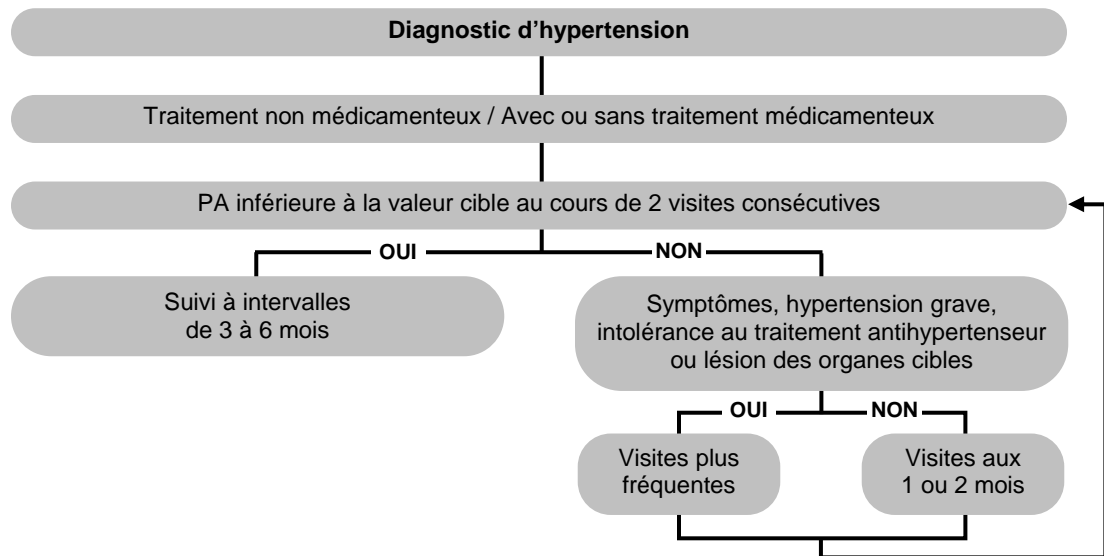 Diagnostic d’hypertension
Traitement non médicamenteux / Avec ou sans traitement médicamenteux
PA inférieure à la valeur cible au cours de 2 visites consécutives
OUI
NON
Suivi à intervalles
de 3 à 6 mois
Symptômes, hypertension grave,
intolérance au traitement antihypertenseur
ou lésion des organes cibles
OUI
NON
Visites plus
fréquentes
Visites aux
1 ou 2 mois